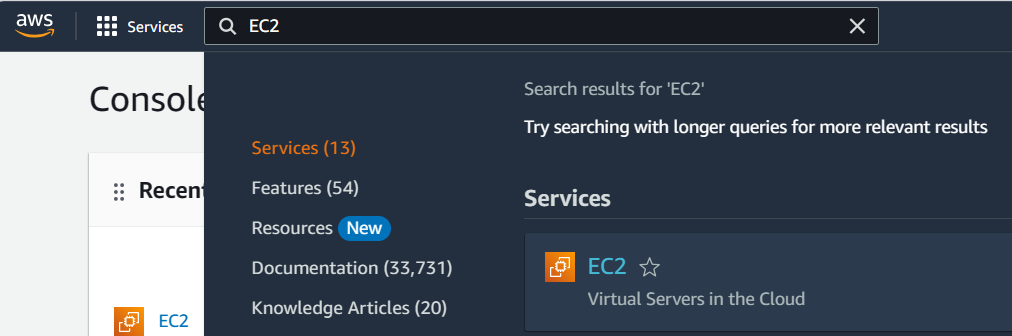 aws
Services
EC2
Console
Recent
EC2
Services (13)
Features (54)
Resources New
Documentation (33,731)
Knowledge Articles (20)
Search results for 'EC2'
Try searching with longer queries for more relevant results
Services
EC2
Virtual Servers in the Cloud